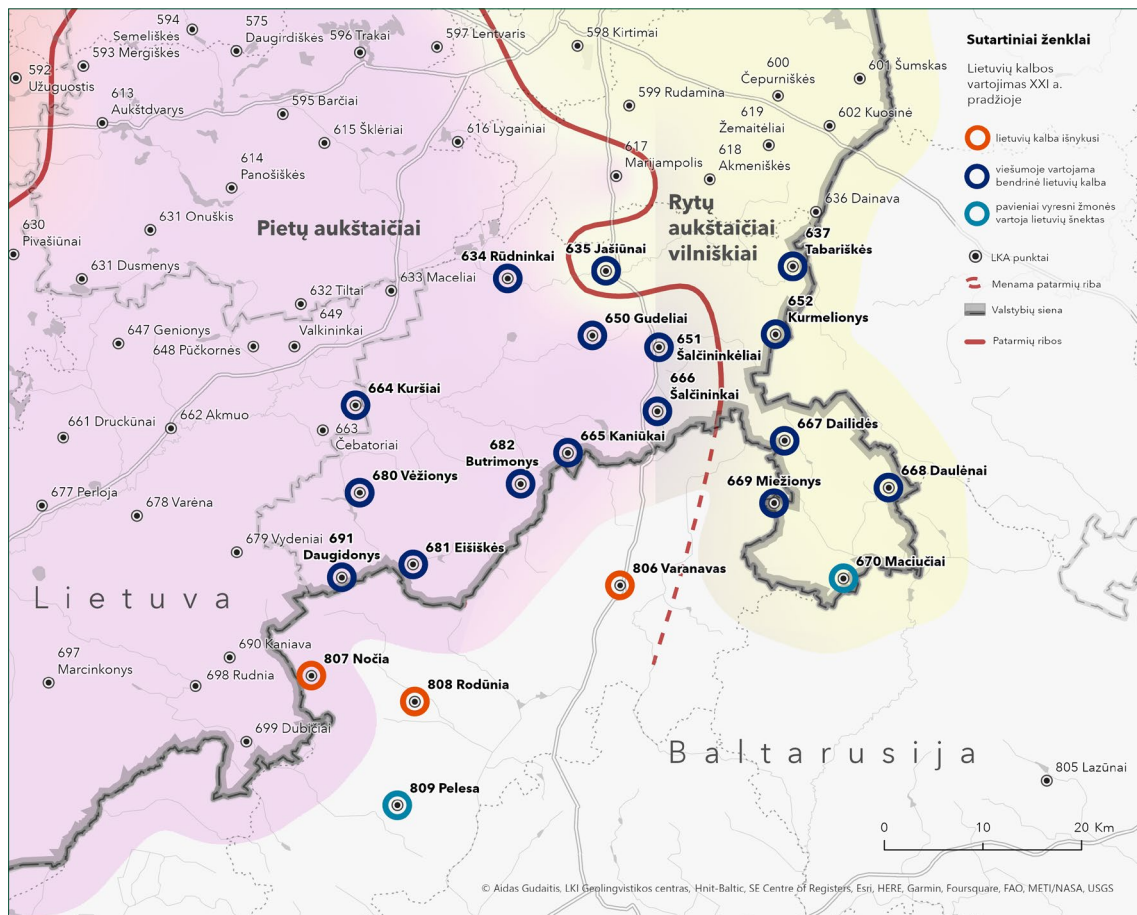 594
Semeliškės
593 Mergiškės
575
Daugirdiškės
596 Trakai
597 Lentvaris
598 Kirtimai
592
Užuguostis
613
Aukštdvarys
595 Barčiai
615 Šklėriai
616 Lygainiai
599 Rudamina
600
Čepurniškės
601 Šumskas
602 Kuosinė
619
Žemaitėliai
618
Akmeniškės
617
Marijampolis
614
Panošiškės
631 Onuškis
630
Pivašiūnai
631 Dusmenys
Pietų aukštaičiai
Rytų
aukštaičiai
vilniškiai
636 Dainava
637
Tabariškės
634 Rūdninkai
635 Jašiūnai
633 Maceliai
632 Tiltai
649
Valkininkai
647 Genionys
648 Pūčkornės
650 Gudeliai
651
Šalčininkėliai
652
Kurmelionys
666
Šalčininkai
664 Kuršiai
661 Druckūnai
662 Akmuo
663
Čebatoriai
665 Kaniūkai
667 Dailidės
682
Butrimonys
668 Daulėnai
669 Miežionys
680 Vėžionys
677 Perloja
678 Varėna
679 Vydeniai
691
Daugidonys
681 Eišiškės
806 Varanavas
670 Maciučiai
Lietuva
690 Kaniava
697
Marcinkonys
698 Rudnia
807 Nočia
808 Rodūnia
699 Dubičiai
809 Pelesa
Baltarusija
805 Lazūnai
Sutartiniai ženklai
Lietuvių kalbos
vartojimas XXI a.
pradžioje
lietuvių kalba išnykusi
viešumoje vartojama
bendrinė lietuvių kalba
pavieniai vyresni žmonės
vartoja lietuvių šnektas
LKA punktai
Menama patarmių riba
Valstybių siena
Patarmių ribos
0 10 20 Km
© Aidas Gudaitis, LKI Geolingvistikos centras, Hnit-Baltic, SE Centre of Registers, Esri, HERE, Garmin, Foursquare, FAO, METI/NASA, USGS